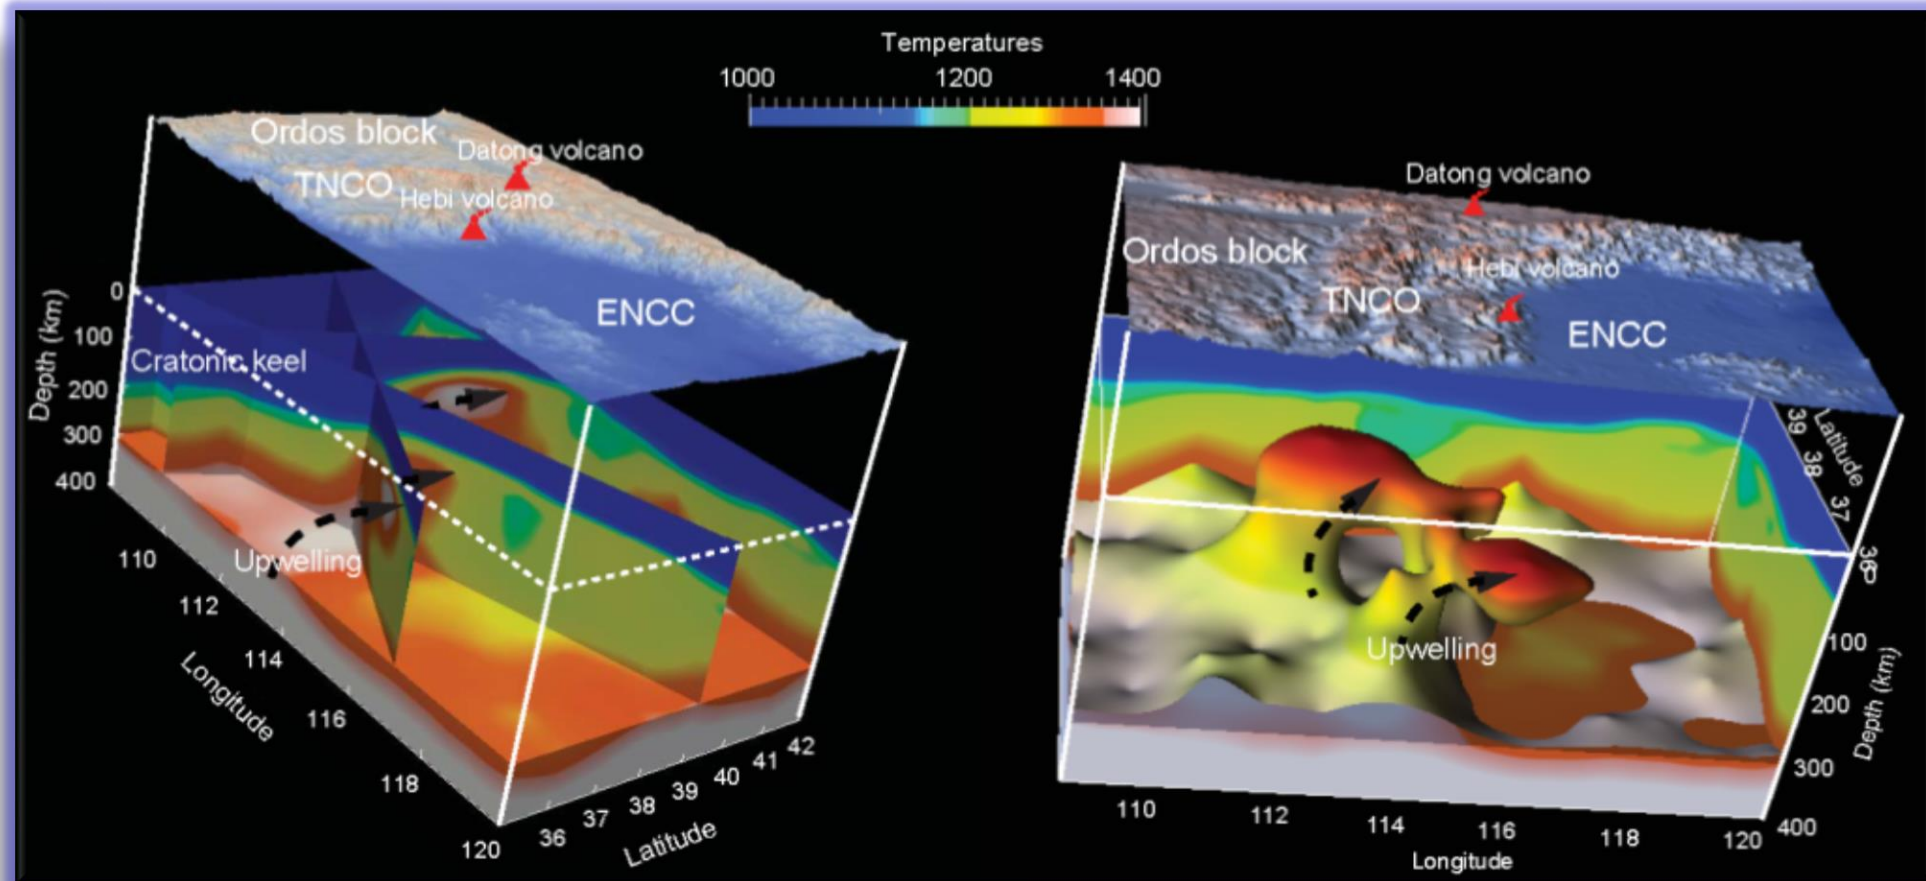 Temperatures
1000 1200 1400
Ordos block
Datong volcano
TNCO
Hebi volcano
ENCC
0
100
200
300
400
Depth (km)
Cratonic keel
Upwelling
110
112
114
116
118
120
Longitude
36 37 38 39 40 41 42
Latitude
Datong volcano
Ordos block
Hebi volcano
TNCO
ENCC
Latitude
39
38
37
36
0
100
200
300
400
Depth (km)
Upwelling
110 112 114 116 118 120
Longitude